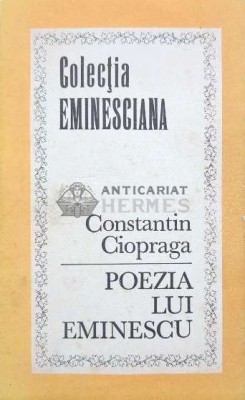 Colecţia
EMINESCIANA
ANTICARIAT
HERMES
Constantin
Ciopraga
POEZIA
LUI
EMINESCU